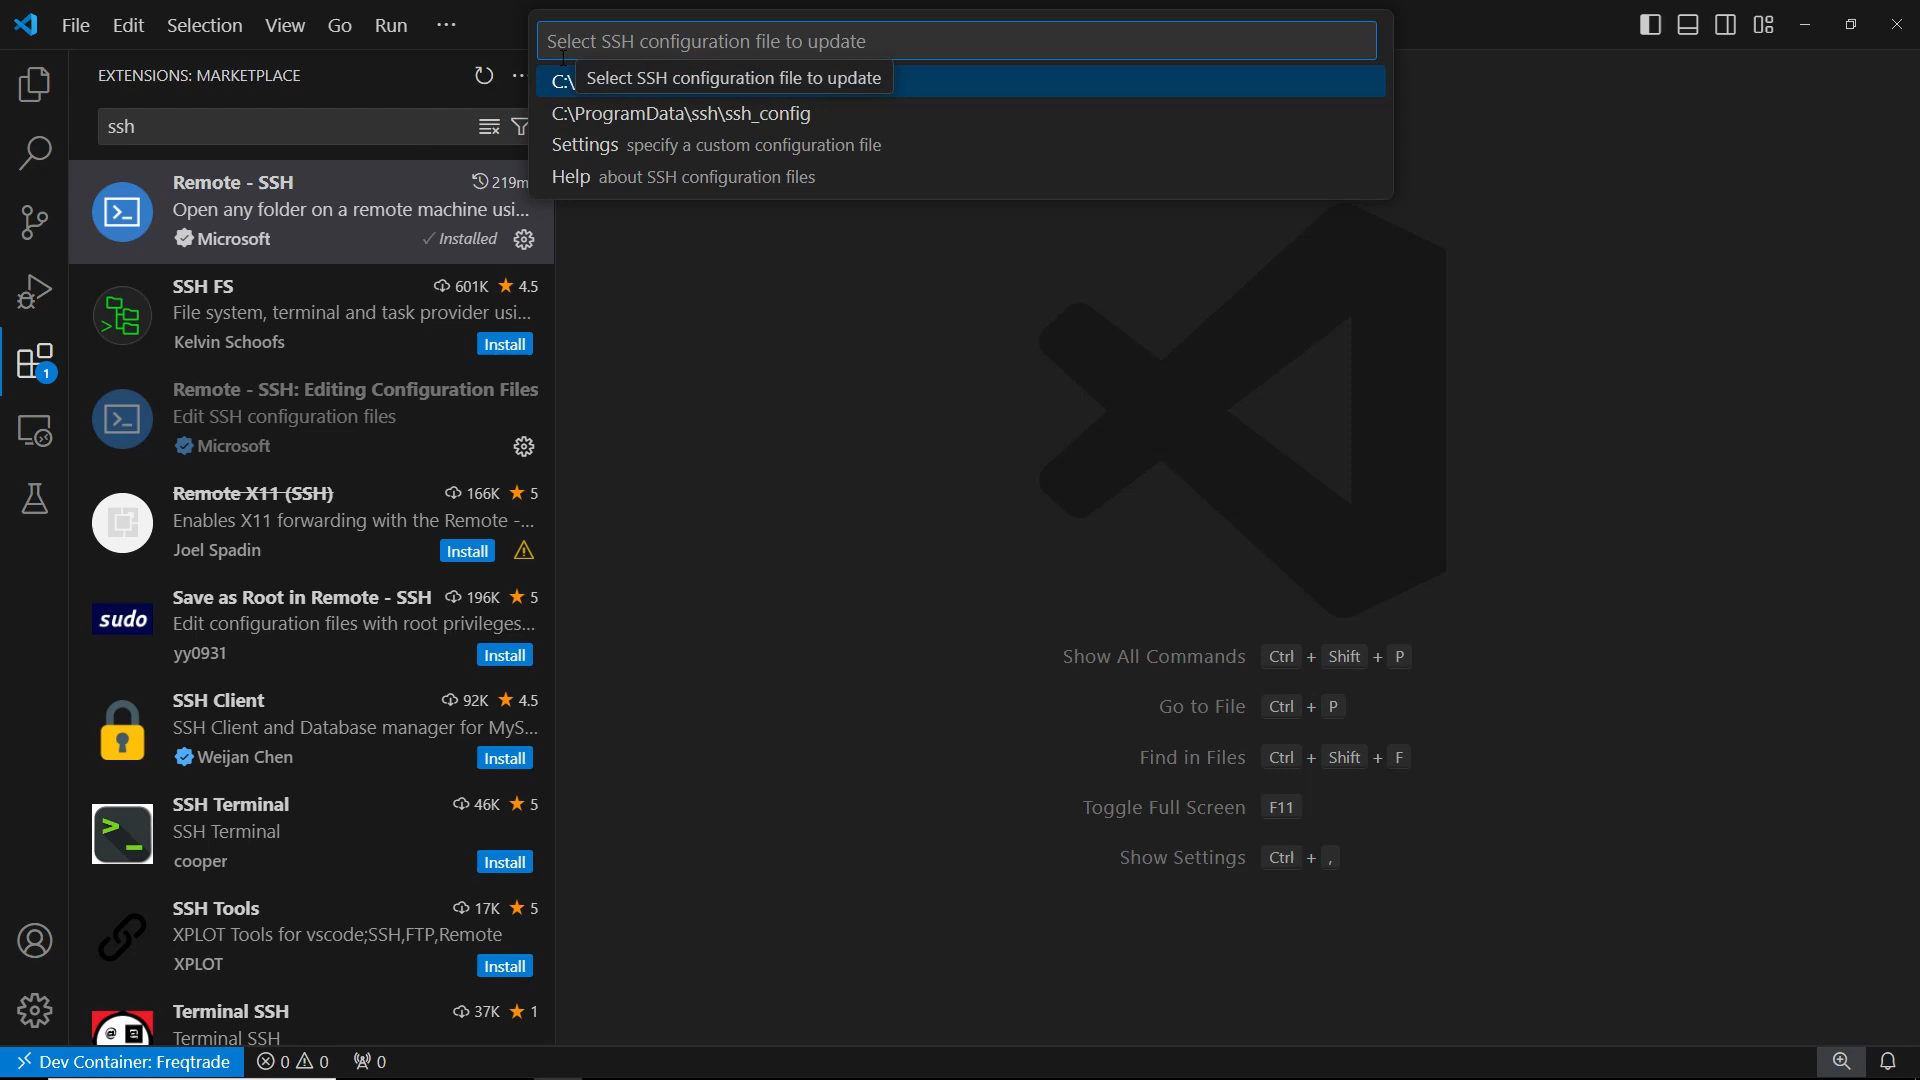 File Edit Selection View Go Run ···
Select SSH configuration file to update
Select SSH configuration file to update
C:\
C:\ProgramData\ssh\ssh_config
Settings specify a custom configuration file
Help about SSH configuration files
EXTENSIONS: MARKETPLACE
ssh
Remote - SSH 219m
Open any folder on a remote machine usi...
Microsoft Installed
SSH FS 601K 4.5
File system, terminal and task provider usi...
Kelvin Schoofs Install
Remote - SSH: Editing Configuration Files
Edit SSH configuration files
Microsoft
Remote X11 (SSH) 166K 5
Enables X11 forwarding with the Remote -...
Joel Spadin Install
sudo
Save as Root in Remote - SSH 196K 5
Edit configuration files with root privileges...
yy0931 Install
SSH Client 92K 4.5
SSH Client and Database manager for MyS...
Weijan Chen Install
SSH Terminal 46K 5
SSH Terminal
cooper Install
SSH Tools 17K 5
XPLOT Tools for vscode;SSH,FTP,Remote
XPLOT Install
Terminal SSH 37K 1
Terminal SSH
1
Show All Commands Ctrl + Shift + P
Go to File Ctrl + P
Find in Files Ctrl + Shift + F
Toggle Full Screen F11
Show Settings Ctrl + ,
Dev Container: Freqtrade 0 0 0